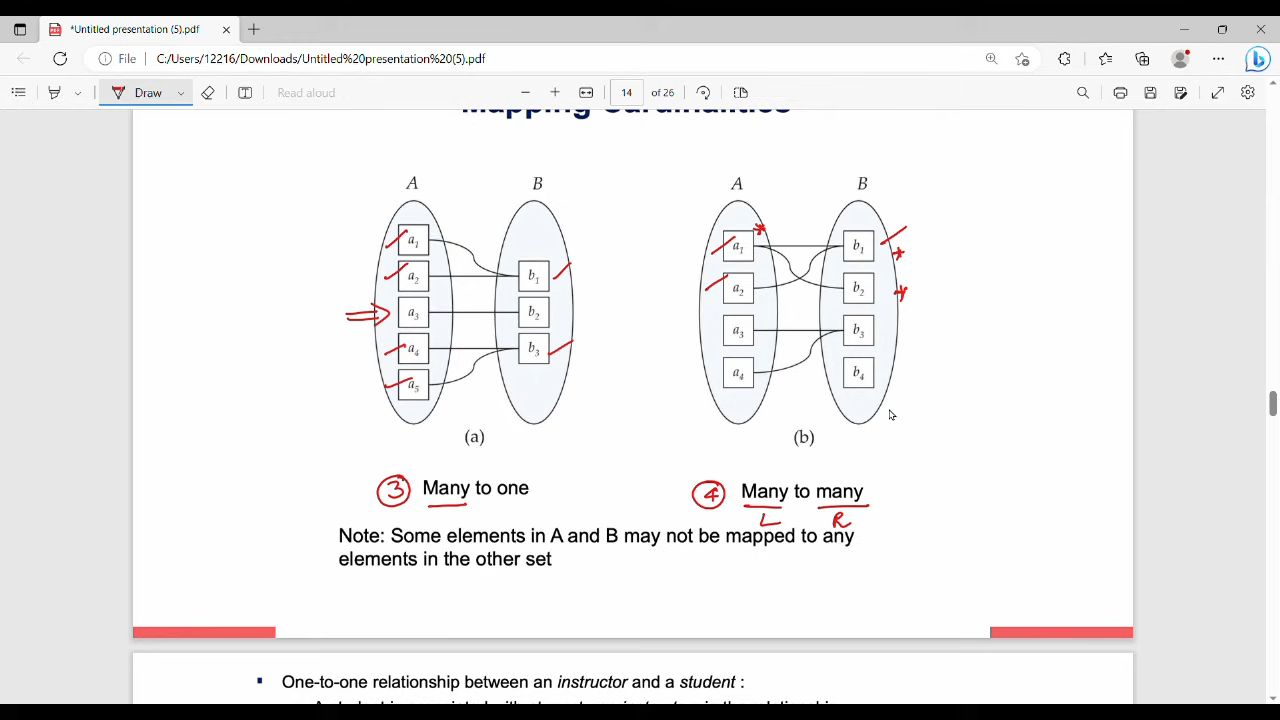 *Untitled presentation (5).pdf
File C:/Users/12216/Downloads/Untitled%20presentation%20(5).pdf
Draw Read aloud 14 of 26
Mapping Cardinalities
A B A B
a1 a1 b1
a2 b1 a2 b2
a3 b2 a3 b3
a4 b3 a4 b4
a5
(a) (b)
3 Many to one 4 Many to many
L R
Note: Some elements in A and B may not be mapped to any
elements in the other set
One-to-one relationship between an instructor and a student :